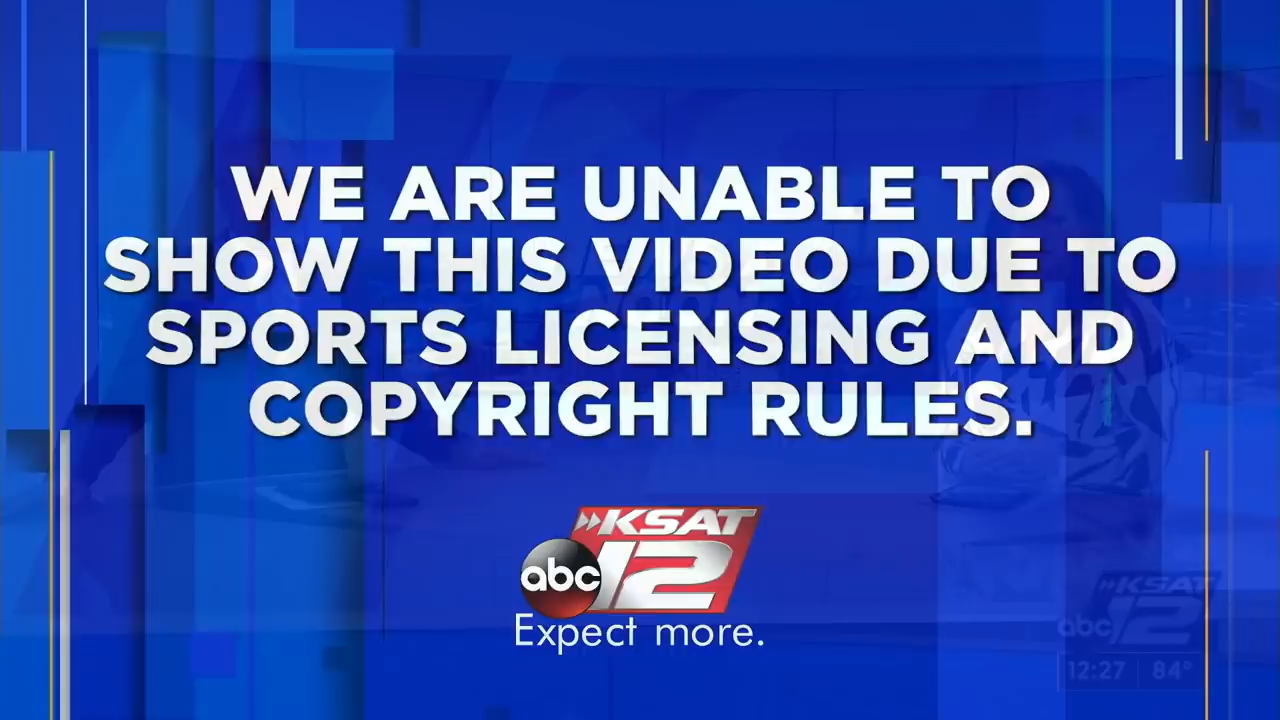 WE ARE UNABLE TO
SHOW THIS VIDEO DUE TO
SPORTS LICENSING AND
COPYRIGHT RULES.
KSAT
abc 12
Expect more.
KSAT
abc 12
12:27 84°